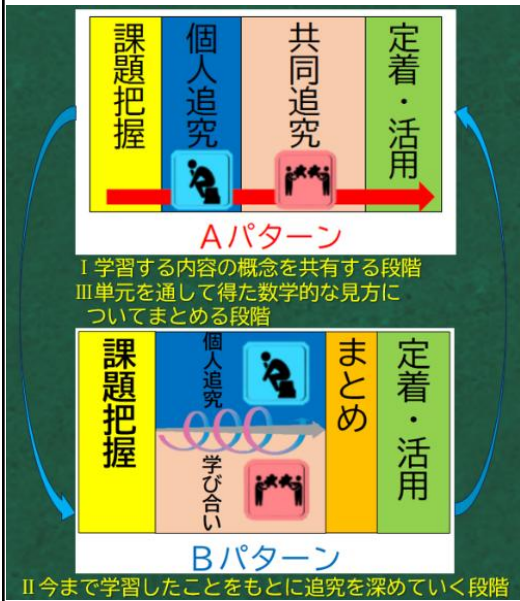 課題把握
個人追究
共同追究
定着・活用
Aパターン
Ⅰ学習する内容の概念を共有する段階
Ⅲ単元を通して得た数学的な見方に
ついてまとめる段階
課題把握
個人追究
学び合い
まとめ
定着・活用
Bパターン
Ⅱ今まで学習したことをもとに追究を深めていく段階